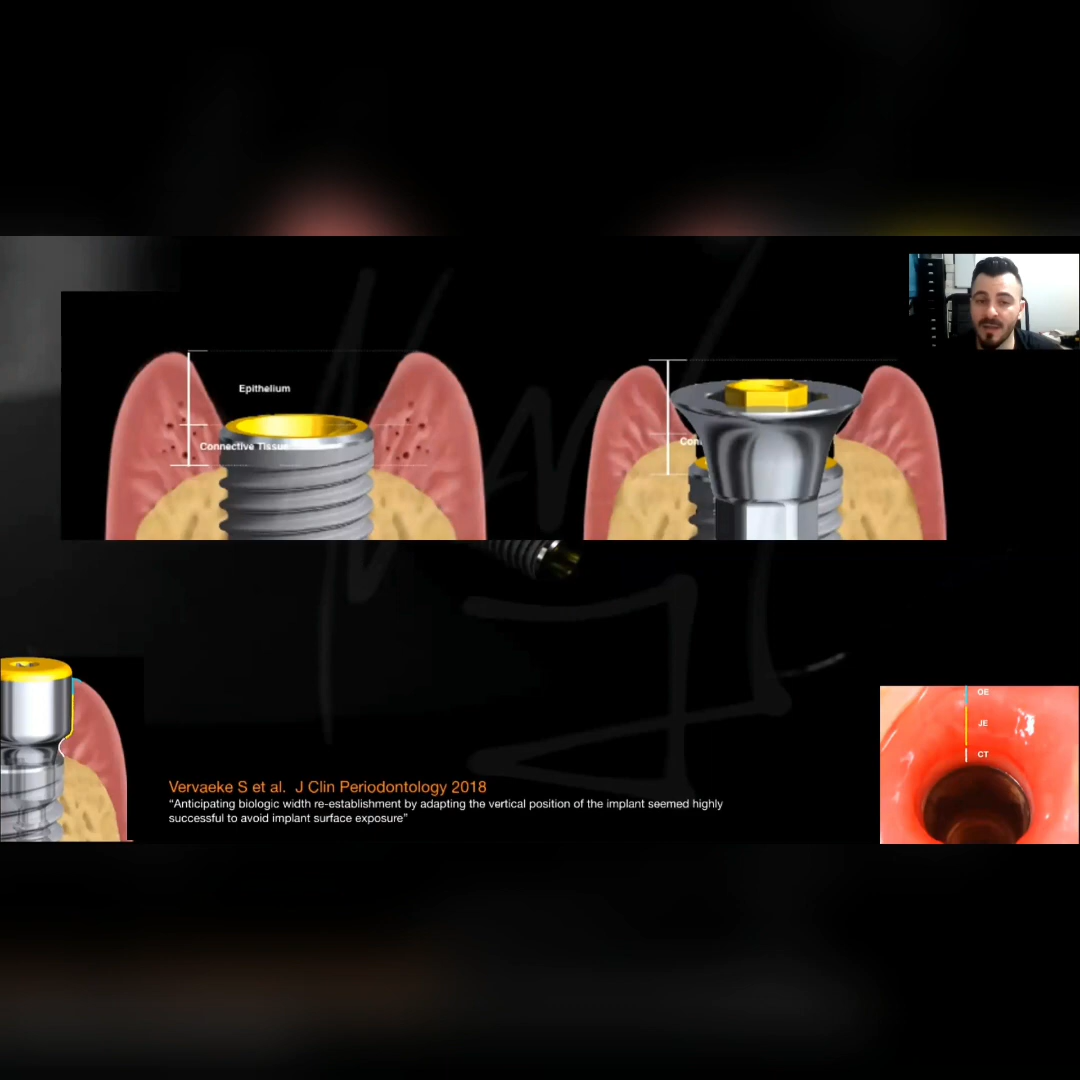 Epithelium
Connective Tissue
Con
OE
JE
CT
Vervaeke S et al. J Clin Periodontology 2018
“Anticipating biologic width re-establishment by adapting the vertical position of the implant seemed highly
successful to avoid implant surface exposure”